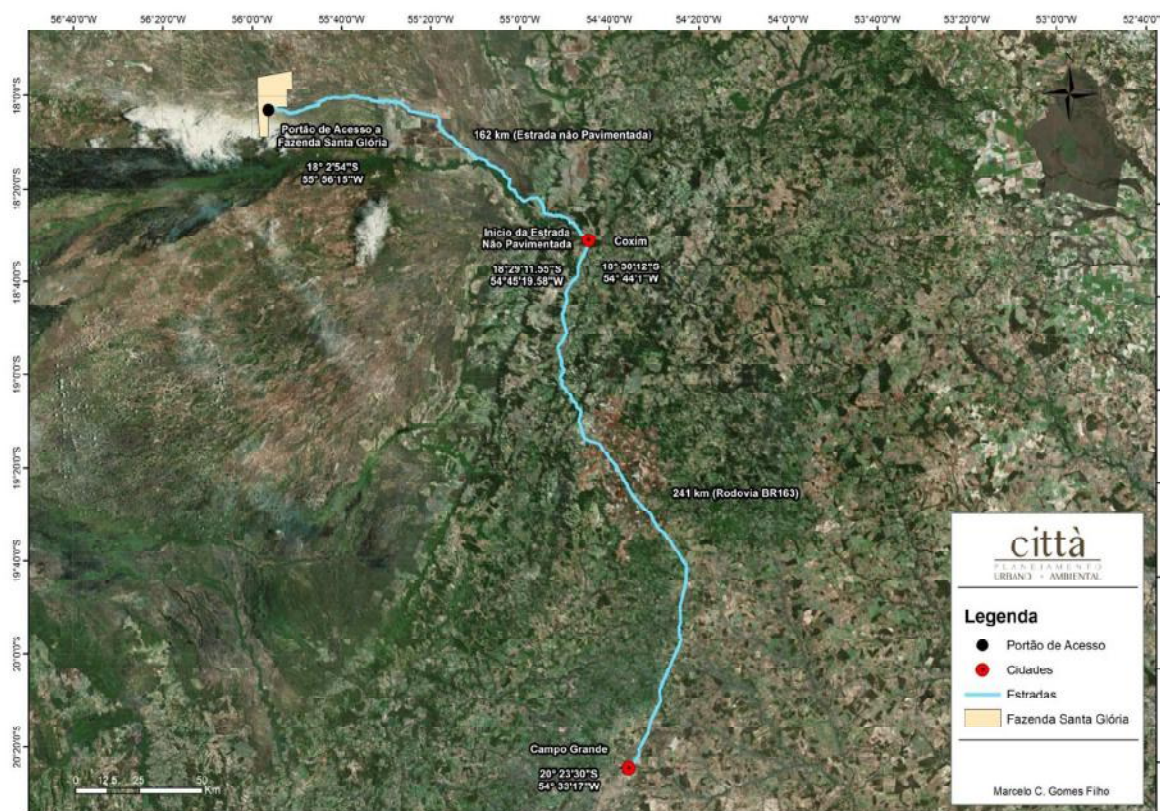 56°40'0"W 56°20'0"W 56°0'0"W 55°40'0"W 55°20'0"W 55°0'0"W 54°40'0"W 54°20'0"W 54°0'0"W 53°40'0"W 53°20'0"W 53°0'0"W 52°40'0"
18°0'0"S
162 km (Estrada não Pavimentada)
Portão de Acesso a
Fazenda Santa Glória
18° 2'54"S
55° 56'15"W
18°20'0"S
Início da Estrada
Não Pavimentada
18°29'11.55"S
54°45'19.58"W
Coxim
54° 44'1"W
18°40'0"S
19°0'0"S
19°20'0"S
241 km (Rodovia BR163)
19°40'0"S
20°0'0"S
20°20'0"S
Campo Grande
20° 23'30"S
0 12,5 25 50
Km
città
PLANEJAMENTO
URBANO + AMBIENTAL
Legenda
Portão de Acesso
Cidades
Estradas
Fazenda Santa Glória
Marcelo C. Gomes Filho